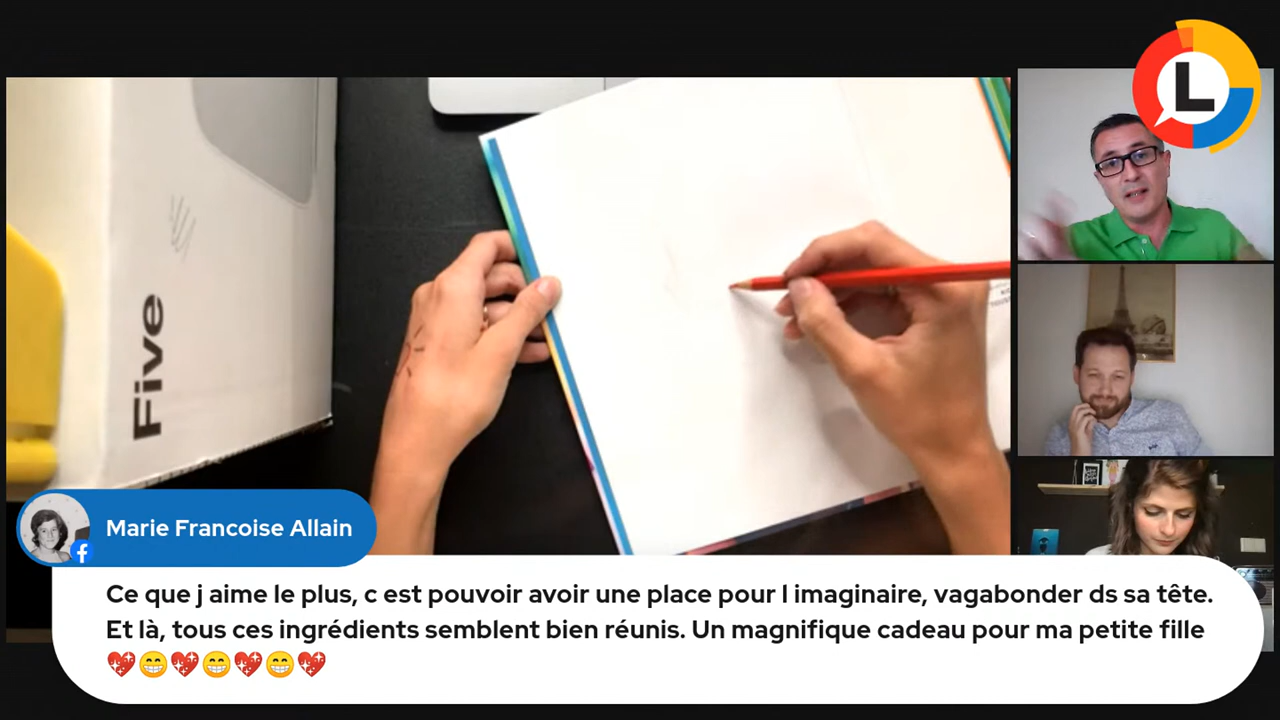 L
Five
Marie Francoise Allain
Ce que j aime le plus, c est pouvoir avoir une place pour l imaginaire, vagabonder ds sa tête.
Et là, tous ces ingrédients semblent bien réunis. Un magnifique cadeau pour ma petite fille
💖😁💖😁💖😁💖